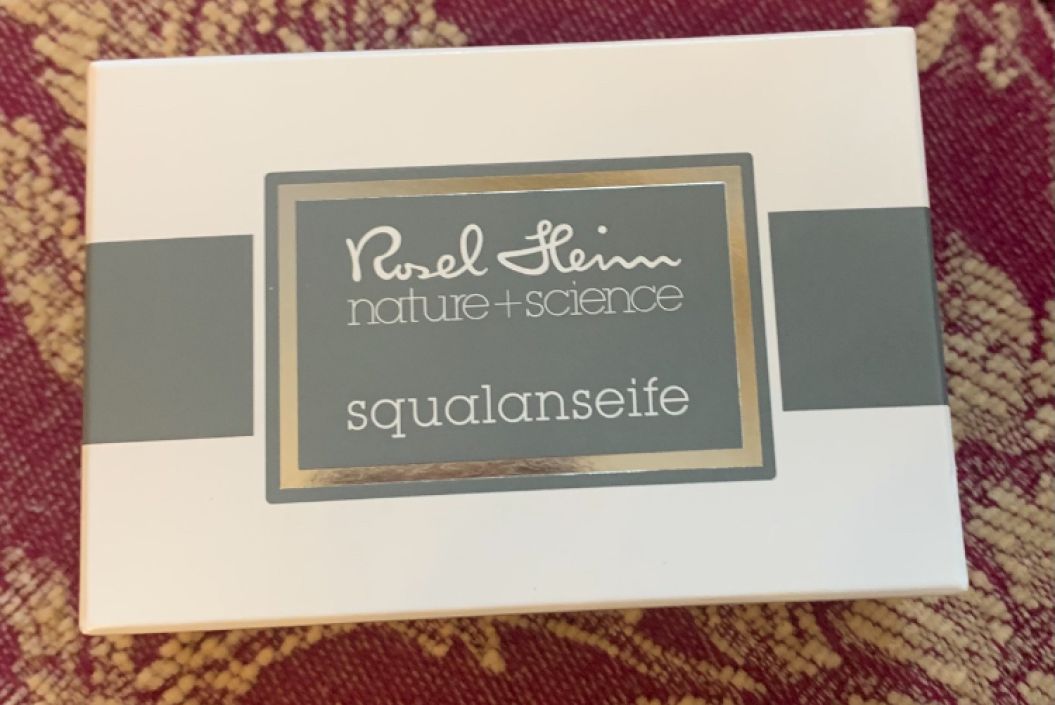 Rosel Heim
nature+science
squalanseife